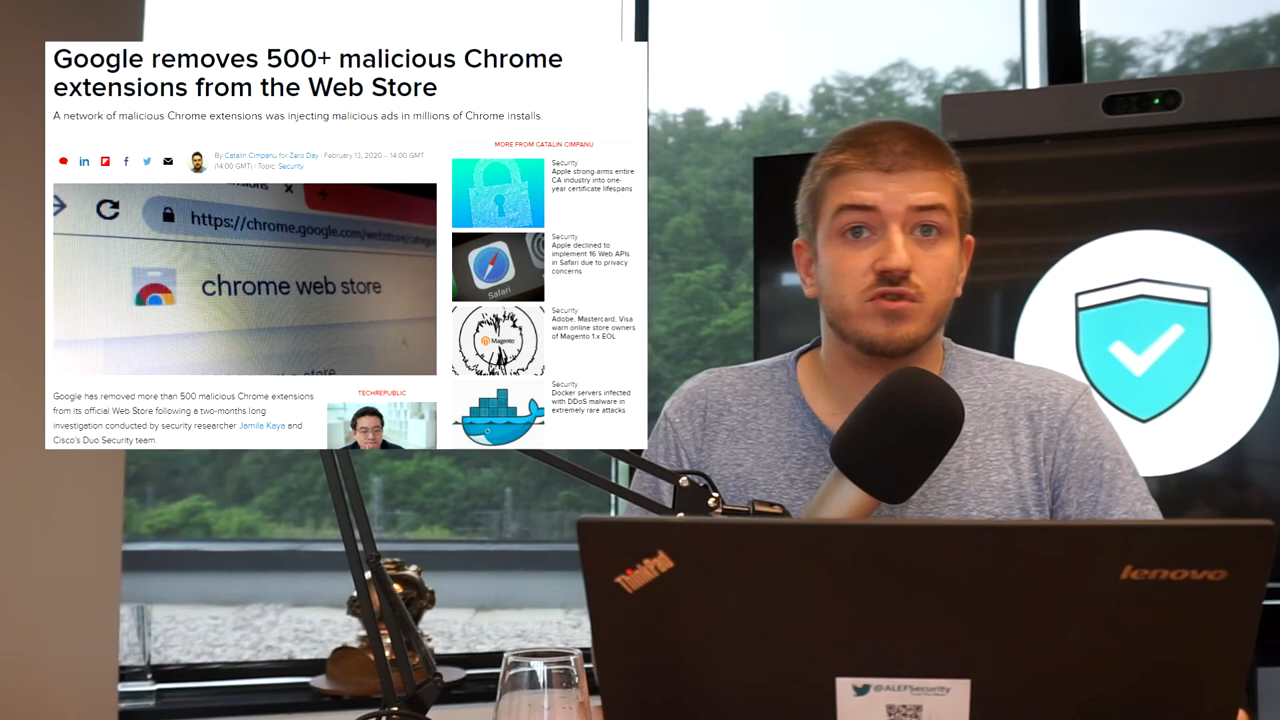 Google removes 500+ malicious Chrome
extensions from the Web Store
A network of malicious Chrome extensions was injecting malicious ads in millions of Chrome installs.
By Catalin Cimpanu for Zero Day | February 13, 2020 -- 14:00 GMT
(14:00 GMT) | Topic: Security
https://chrome.google.com/webstore/
chrome web store
Google has removed more than 500 malicious Chrome extensions
from its official Web Store following a two-months long
investigation conducted by security researcher Jamila Kaya and
Cisco's Duo Security team.
TECHREPUBLIC
MORE FROM CATALIN CIMPANU
Security
Apple strong-arms entire
CA industry into one-
year certificate lifespans
Safari
Security
Apple declined to
implement 16 Web APIs
in Safari due to privacy
concerns
Magento
Security
Adobe, Mastercard, Visa
warn online store owners
of Magento 1.x EOL
Security
Docker servers infected
with DDoS malware in
extremely rare attacks
ThinkPad
lenovo
@ALEFSecurity